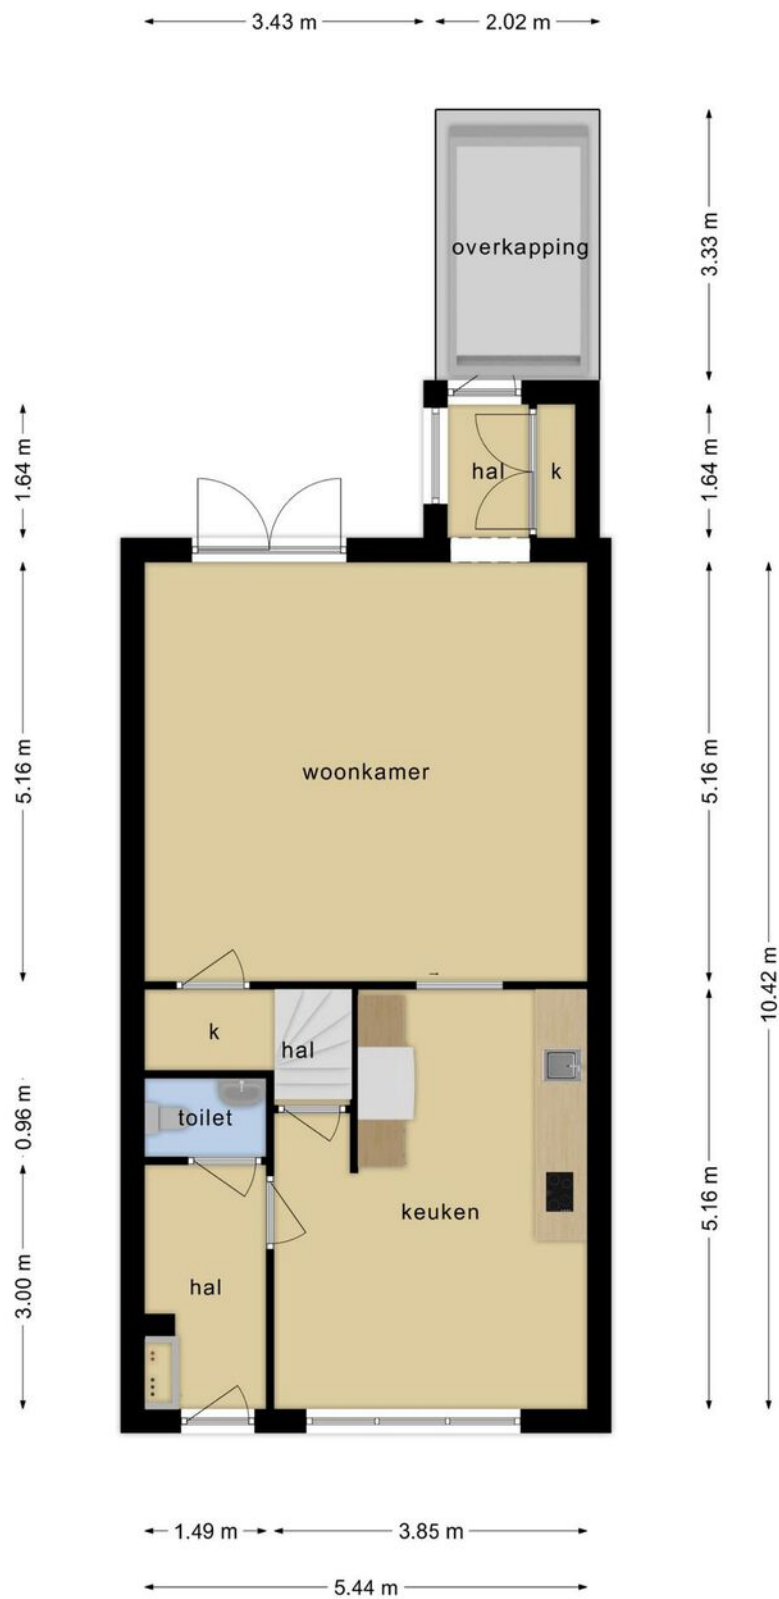 3.43 m
2.02 m
overkapping
3.33 m
1.64 m
hal
k
1.64 m
5.16 m
woonkamer
5.16 m
10.42 m
k
hal
0.96 m
toilet
keuken
5.16 m
3.00 m
hal
1.49 m
3.85 m
5.44 m